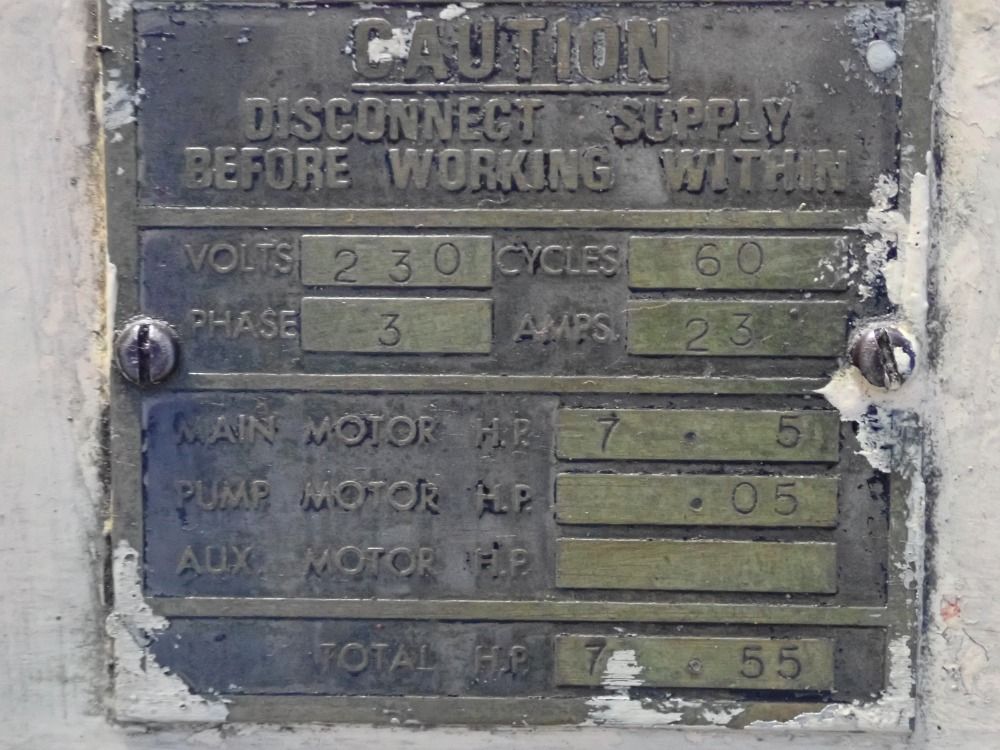 CAUTION
DISCONNECT SUPPLY
BEFORE WORKING WITHIN
VOLTS 230 CYCLES 60
PHASE 3 AMPS. 23
MAIN MOTOR H.P. 7.5
PUMP MOTOR H.P. .05
AUX. MOTOR H.P.
TOTAL H.P. 7.55